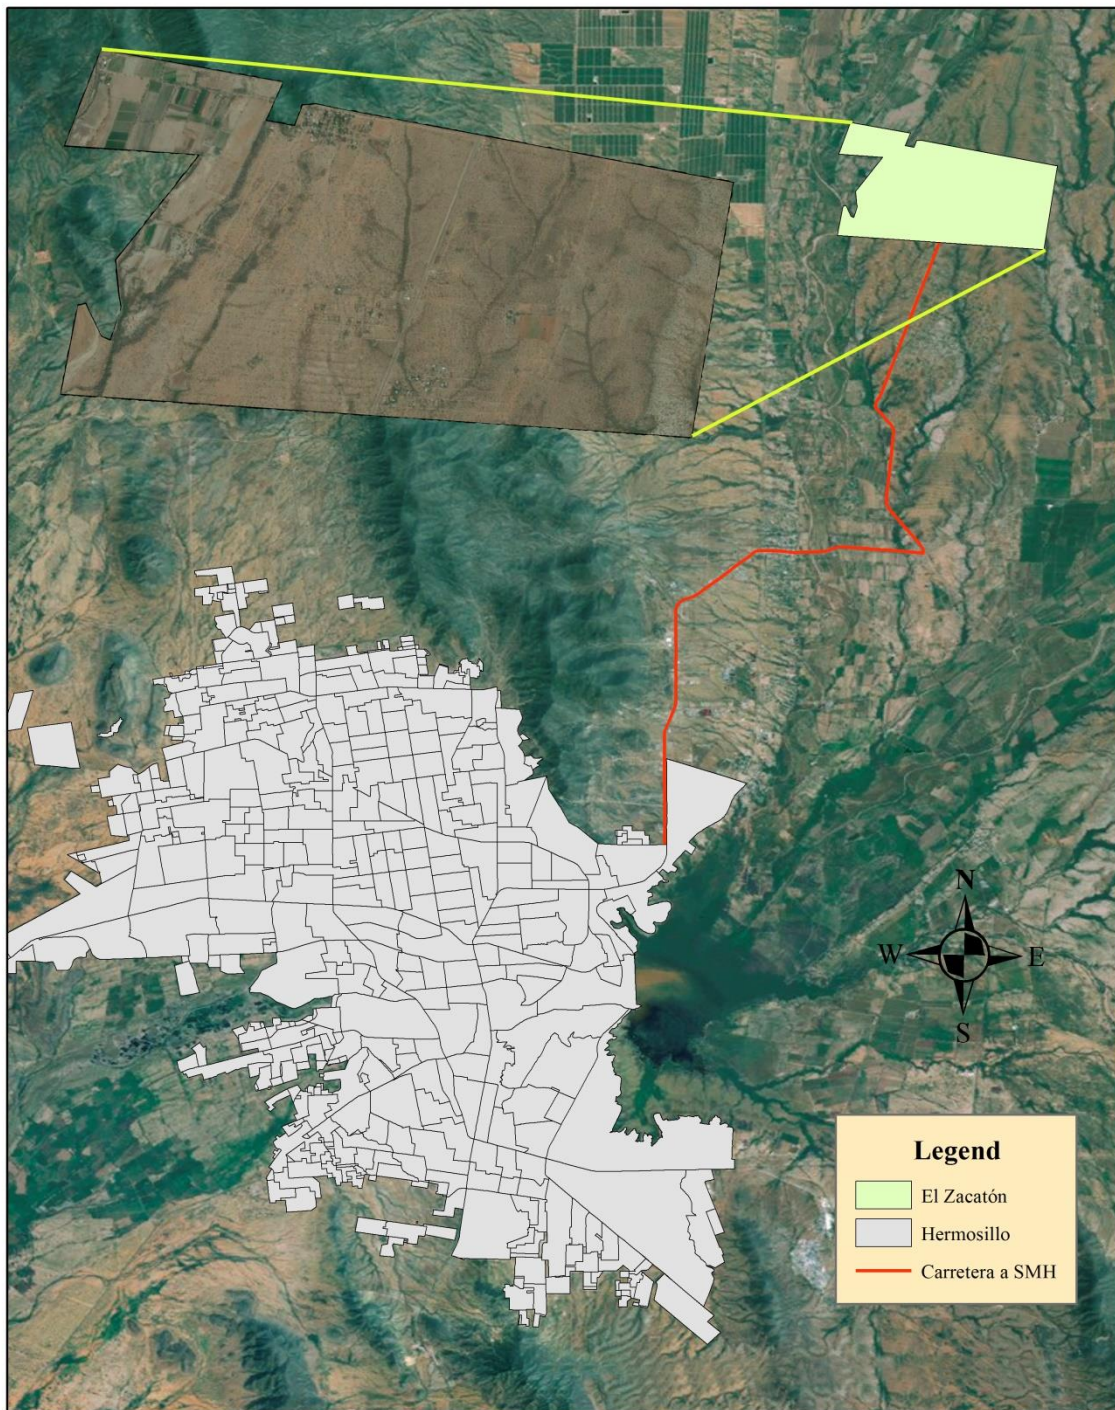 N
W E
S
Legend
El Zacatón
Hermosillo
Carretera a SMH